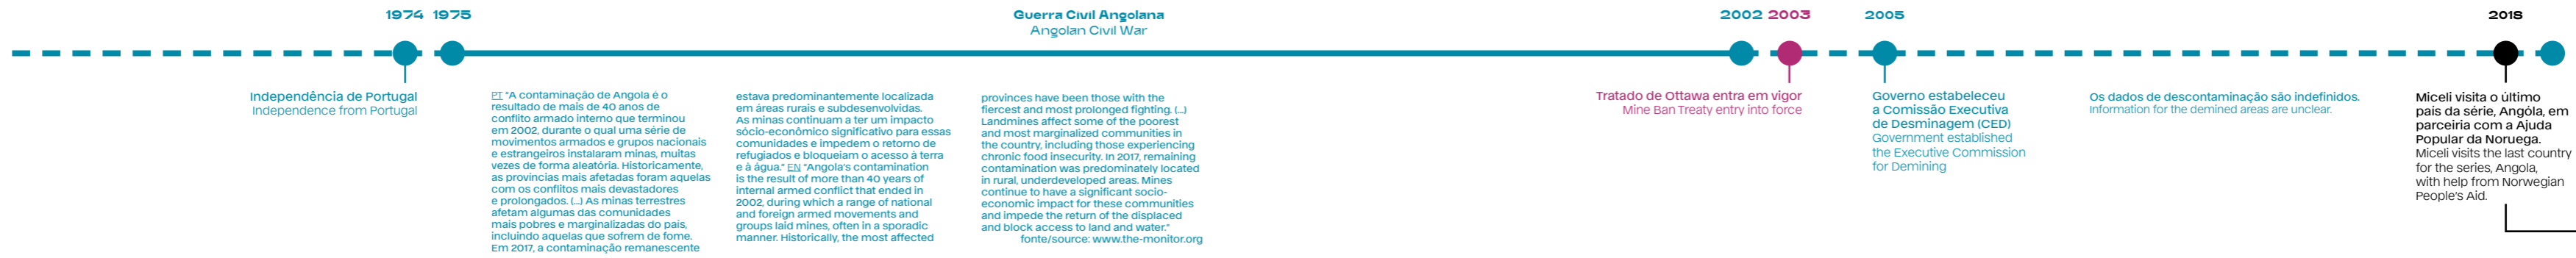 1974 1975
Guerra Civil Angolana
Angolan Civil War
2002 2003
2005
2018
Independência de Portugal
Independence from Portugal
PT "A contaminação de Angola é o
resultado de mais de 40 anos de
conflito armado interno que terminou
em 2002, durante o qual uma série de
movimentos armados e grupos nacionais
e estrangeiros instalaram minas, muitas
vezes de forma aleatória. Historicamente,
as províncias mais afetadas foram aquelas
com os conflitos mais devastadores
e prolongados. (...) As minas terrestres
afetam algumas das comunidades
mais pobres e marginalizadas do país,
incluindo aquelas que sofrem de fome.
Em 2017, a contaminação remanescente
estava predominantemente localizada
em áreas rurais e subdesenvolvidas.
As minas continuam a ter um impacto
sócio-econômico significativo para essas
comunidades e impedem o retorno de
refugiados e bloqueiam o acesso à terra
e à água." EN "Angola's contamination
is the result of more than 40 years of
internal armed conflict that ended in
2002, during which a range of national
and foreign armed movements and
groups laid mines, often in a sporadic
manner. Historically, the most affected
provinces have been those with the
fiercest and most prolonged fighting. (...)
Landmines affect some of the poorest
and most marginalized communities in
the country, including those experiencing
chronic food insecurity. In 2017, remaining
contamination was predominately located
in rural, underdeveloped areas. Mines
continue to have a significant socio-
economic impact for these communities
and impede the return of the displaced
and block access to land and water."
fonte/source: www.the-monitor.org
Tratado de Ottawa entra em vigor
Mine Ban Treaty entry into force
Governo estabeleceu
a Comissão Executiva
de Desminagem (CED)
Government established
the Executive Commission
for Demining
Os dados de descontaminação são indefinidos.
Information for the demined areas are unclear.
Miceli visita o último
país da série, Angóla, em
parceiria com a Ajuda
Popular da Noruega.
Miceli visits the last country
for the series, Angola,
with help from Norwegian
People's Aid.